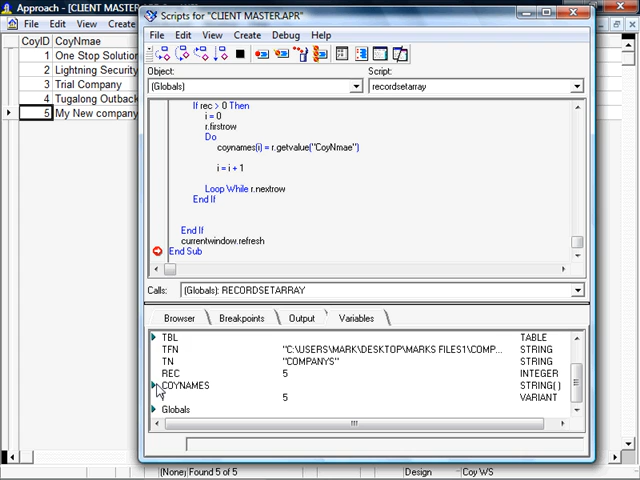 Scripts for "CLIENT MASTER.APR"
Approach - [CLIENT MASTER.APR
File Edit View Create
File Edit View Create Debug Help
CoyID CoyNmae
1 One Stop Solution
2 Lightning Security
3 Trial Company
4 Tugalong Outback
5 My New company
Object: Script:
(Globals) recordsetarray
If rec > 0 Then
i = 0
r.firstrow
Do
coynames(i) = r.getvalue("CoyNmae")
i = i + 1
Loop While r.nextrow
End If
End If
currentwindow.refresh
End Sub
Calls: (Globals): RECORDSETARRAY
Browser Breakpoints Output Variables
TBL TABLE
TFN "C:\USERS\MARK\DESKTOP\MARKS FILES1\COMP... STRING
TN "COMPANYS" STRING
REC 5 INTEGER
COYNAMES STRING( )
5 VARIANT
Globals
(None) Found 5 of 5 Design Coy WS